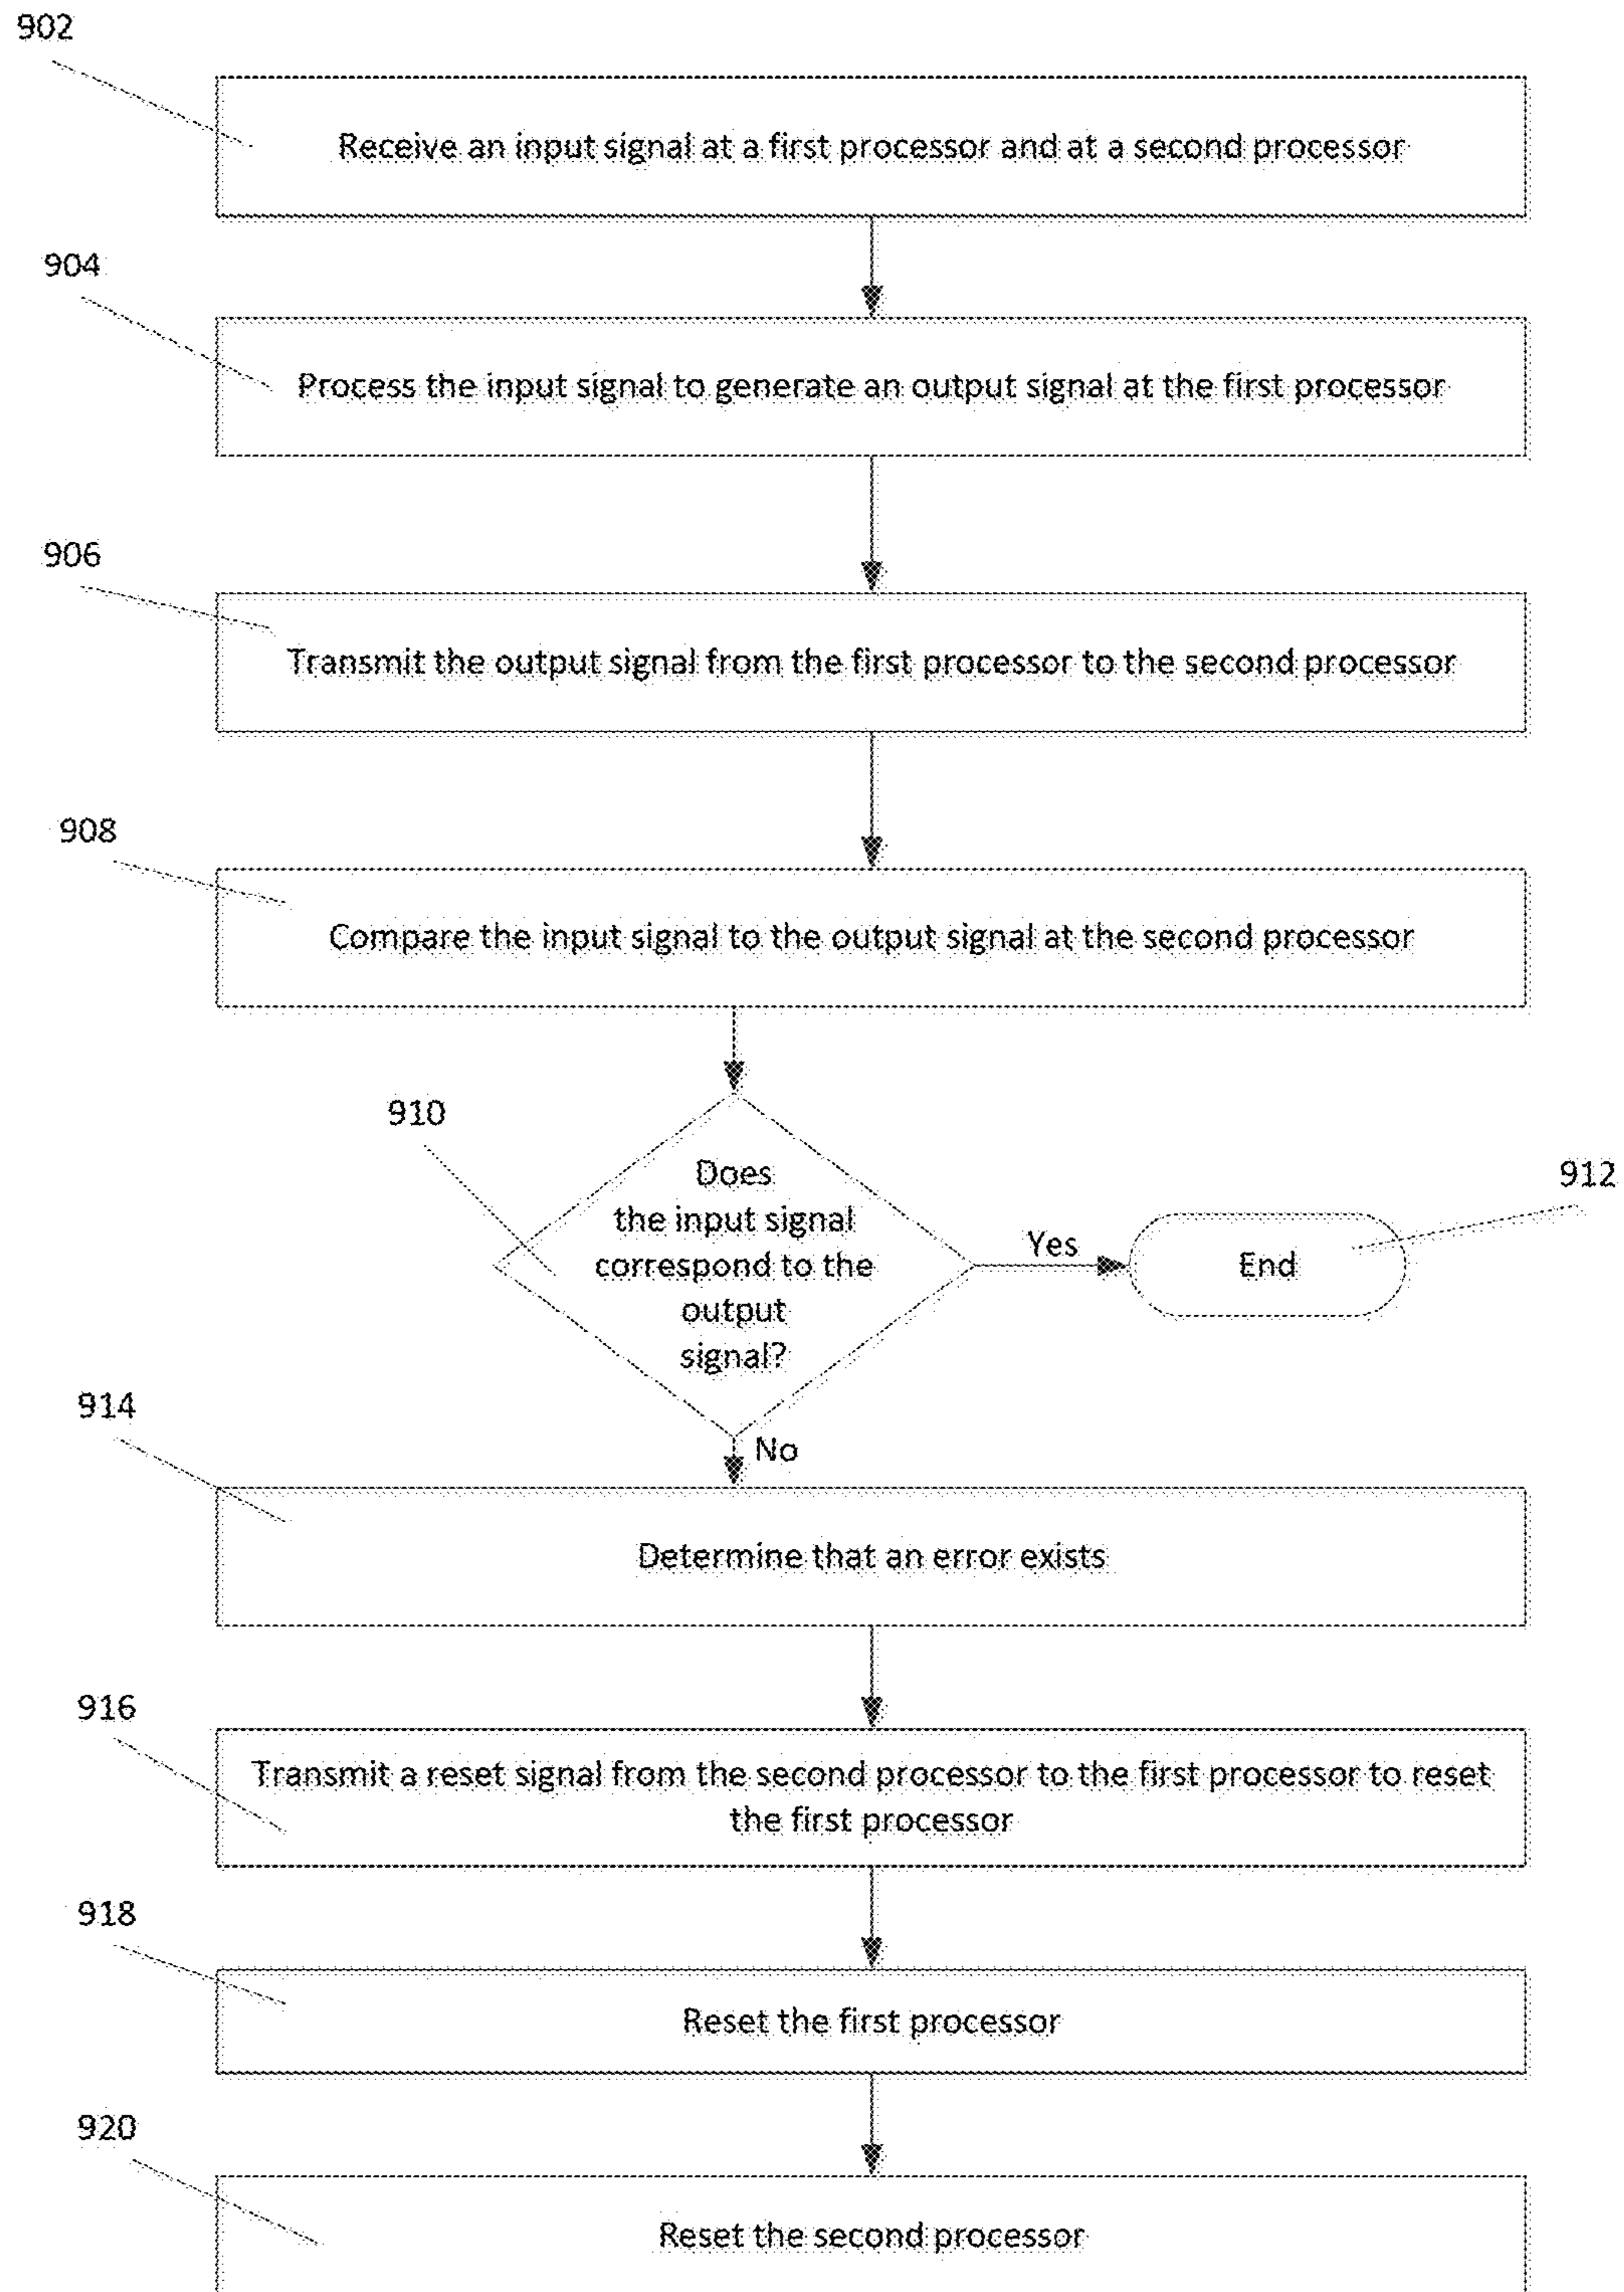 902
Receive an input signal at a first processor and at a second processor
904
Process the input signal to generate an output signal at the first processor
906
Transmit the output signal from the first processor to the second processor
908
Compare the input signal to the output signal at the second processor
910
Does
the input signal
correspond to the
output
signal?
Yes
End
912
No
914
Determine that an error exists
916
Transmit a reset signal from the second processor to the first processor to reset
the first processor
918
Reset the first processor
920
Reset the second processor